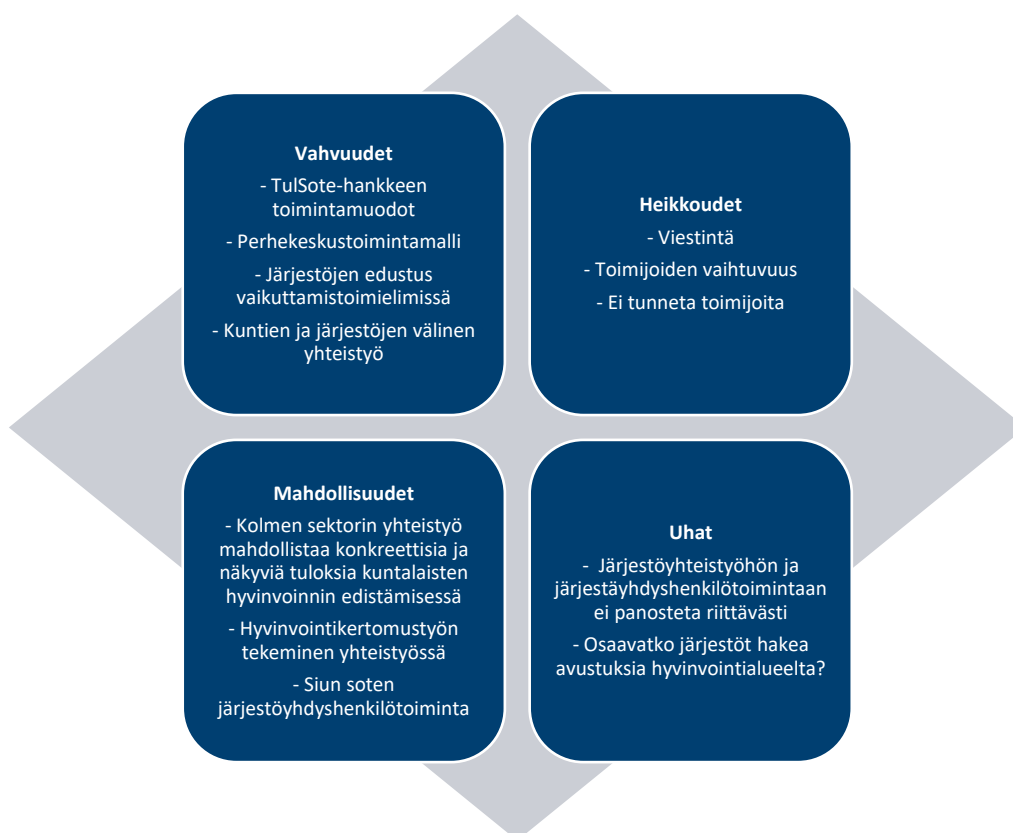 Vahvuudet
- TulSote-hankkeen
toimintamuodot
- Perhekeskustoimintamalli
- Järjestöjen edustus
vaikuttamistoimielimissä
- Kuntien ja järjestöjen välinen
yhteistyö
Heikkoudet
- Viestintä
- Toimijoiden vaihtuvuus
- Ei tunneta toimijoita
Mahdollisuudet
- Kolmen sektorin yhteistyö
mahdollistaa konkreettisia ja
näkyviä tuloksia kuntalaisten
hyvinvoinnin edistämisessä
- Hyvinvointikertomustyön
tekeminen yhteistyössä
- Siun soten
järjestöyhdyshenkilötoiminta
Uhat
- Järjestöyhteistyöhön ja
järjestäyhdyshenkilötoimintaan
ei panosteta riittävästi
- Osaavatko järjestöt hakea
avustuksia hyvinvointialueelta?